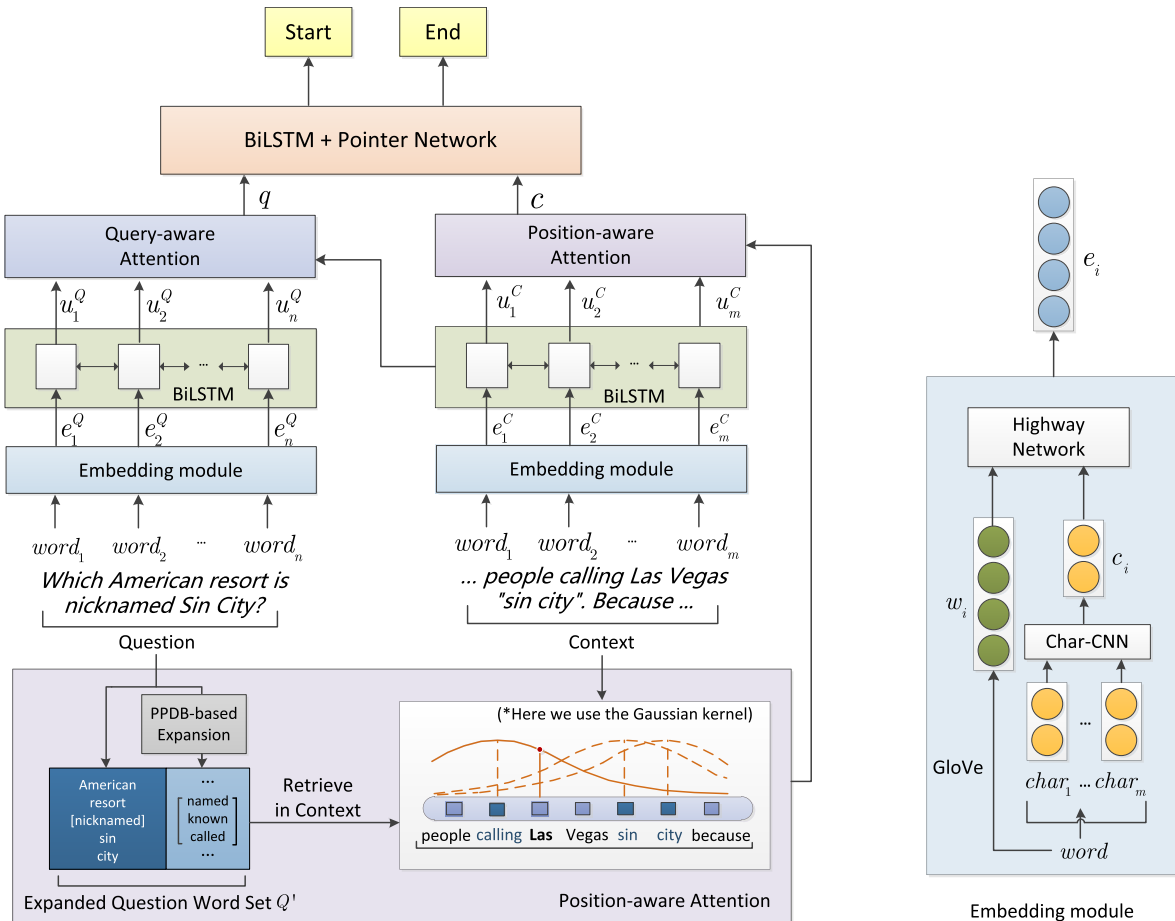 Start
End
BiLSTM + Pointer Network
q
c
Query-aware
Attention
Position-aware
Attention
u_1^Q
u_2^Q
u_n^Q
u_1^C
u_2^C
u_m^C
...
BiLSTM
...
BiLSTM
e_1^Q
e_2^Q
e_n^Q
e_1^C
e_2^C
e_m^C
Embedding module
Embedding module
word_1 word_2 ... word_n
word_1 word_2 ... word_m
Which American resort is
nicknamed Sin City?
... people calling Las Vegas
"sin city". Because ...
Question
Context
PPDB-based
Expansion
American
resort
[nicknamed]
sin
city
...
named
known
called
...
Expanded Question Word Set Q'
Retrieve
in Context
(*Here we use the Gaussian kernel)
people calling Las Vegas sin city because
Position-aware Attention
e_i
Highway
Network
w_i
c_i
Char-CNN
...
GloVe
char_1 ... char_m
word
Embedding module